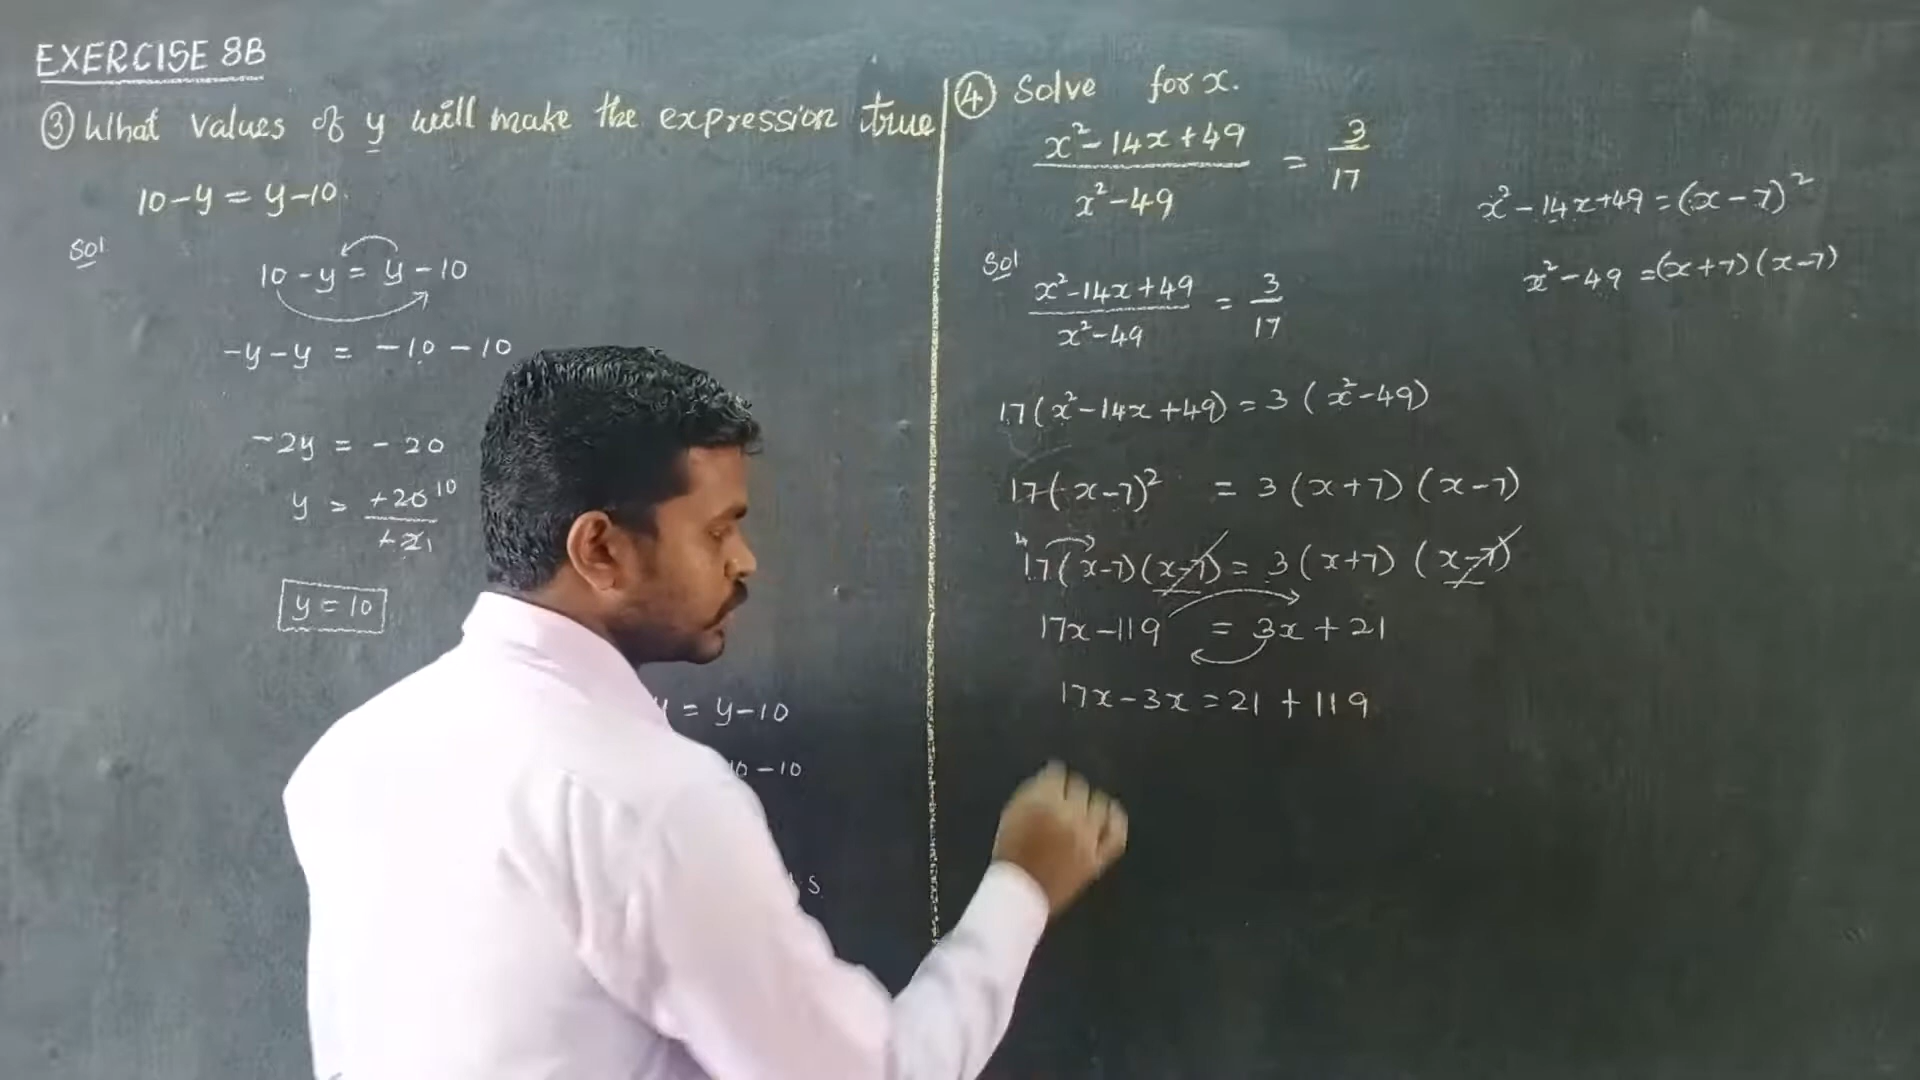 EXERCISE 8B
③ What values of y will make the expression true
10 - y = y - 10.
Sol
10 - y = y - 10
-y - y = -10 - 10
-2y = -20
y = +20 10 / +2 1
y = 10
= y - 10
10 - 10
s
④ Solve for x.
x² - 14x + 49 / x² - 49 = 3 / 17
Sol
x² - 14x + 49 / x² - 49 = 3 / 17
17(x² - 14x + 49) = 3(x² - 49)
17(x - 7)² = 3(x + 7)(x - 7)
17(x - 7)(x - 7) = 3(x + 7)(x - 7)
17x - 119 = 3x + 21
17x - 3x = 21 + 119
x² - 14x + 49 = (x - 7)²
x² - 49 = (x + 7)(x - 7)